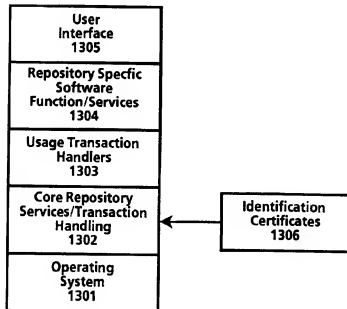 User
Interface
1305
Repository Specfic
Software
Function/Services
1304
Usage Transaction
Handlers
1303
Core Repository
Services/Transaction
Handling
1302
Identification
Certificates
1306
Operating
System
1301